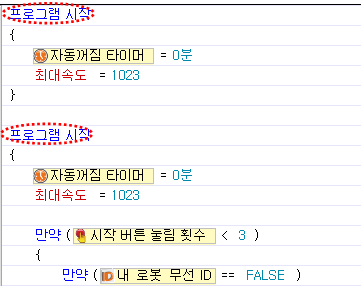 프로그램 시작
{
자동꺼짐 타이머 = 0분
최대속도 = 1023
}
프로그램 시작
{
자동꺼짐 타이머 = 0분
최대속도 = 1023
만약 ( 시작 버튼 눌림 횟수 < 3 )
{
만약 ( ID 내 로봇 무선 ID == FALSE )